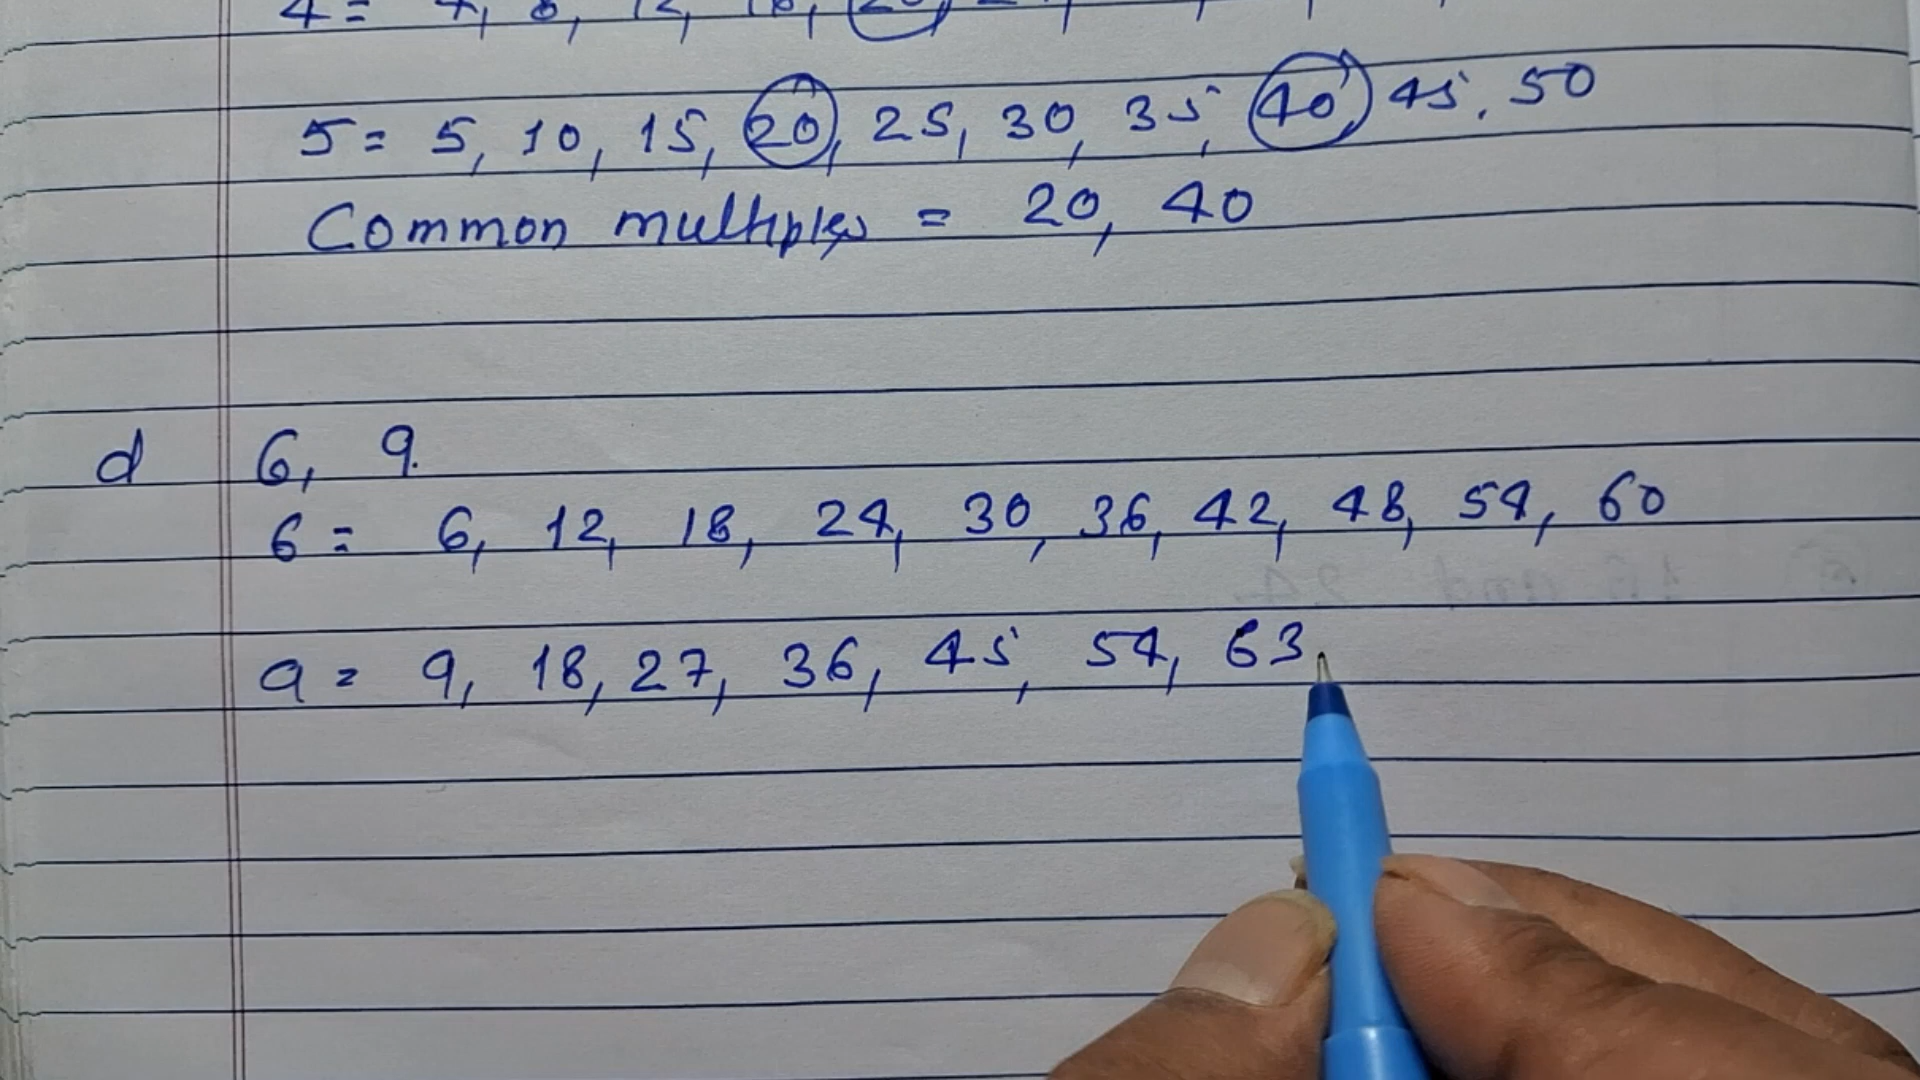 5= 5, 10, 15, 20, 25, 30, 35, 40, 45, 50
Common multiples = 20, 40
d 6, 9.
6= 6, 12, 18, 24, 30, 36, 42, 48, 54, 60
9= 9, 18, 27, 36, 45, 54, 63,